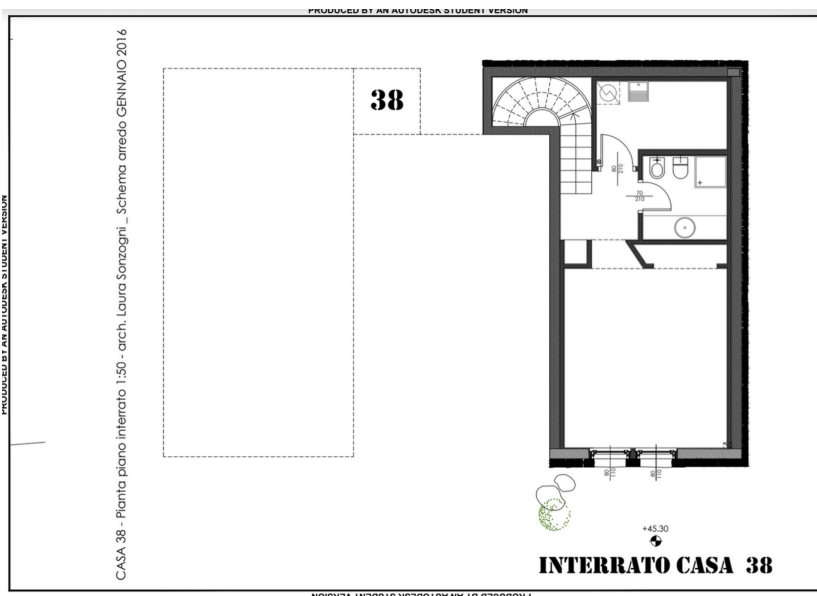 PRODUCED BY AN AUTODESK STUDENT VERSION
PRODUCED BY AN AUTODESK STUDENT VERSION
CASA 38 - Pianta piano interrato 1:50 - arch. Laura Sonzogni _ Schema arredo GENNAIO 2016
38
80
210
70
210
80
110
80
110
+45.30
INTERRATO CASA 38
PRODUCED BY AN AUTODESK STUDENT VERSION